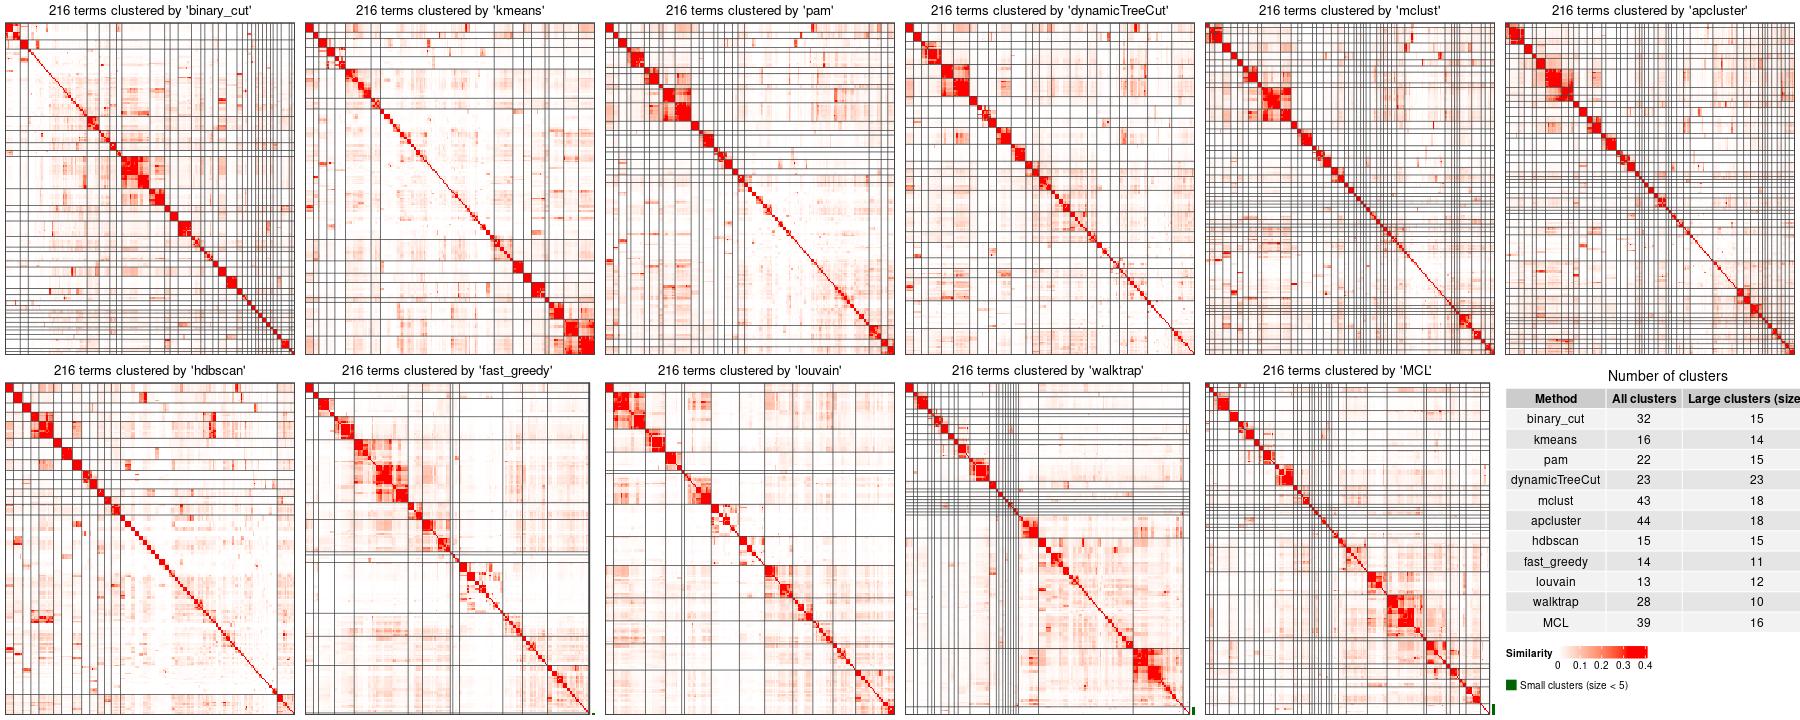 216 terms clustered by 'binary_cut'
216 terms clustered by 'kmeans'
216 terms clustered by 'pam'
216 terms clustered by 'dynamicTreeCut'
216 terms clustered by 'mclust'
216 terms clustered by 'apcluster'
216 terms clustered by 'hdbscan'
216 terms clustered by 'fast_greedy'
216 terms clustered by 'louvain'
216 terms clustered by 'walktrap'
216 terms clustered by 'MCL'
Number of clusters
Method All clusters Large clusters (size
binary_cut 32 15
kmeans 16 14
pam 22 15
dynamicTreeCut 23 23
mclust 43 18
apcluster 44 18
hdbscan 15 15
fast_greedy 14 11
louvain 13 12
walktrap 28 10
MCL 39 16
Similarity
0 0.1 0.2 0.3 0.4
Small clusters (size < 5)